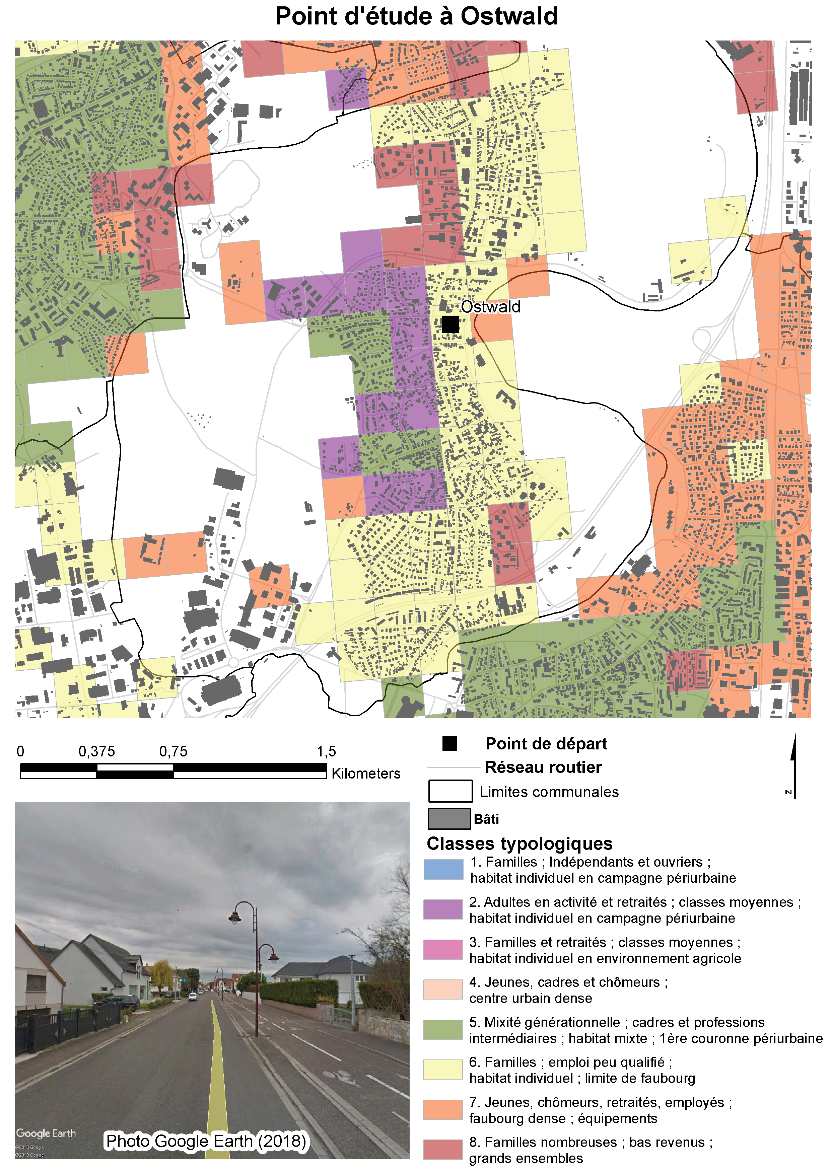 Point d'étude à Ostwald
Ostwald
0 0,375 0,75 1,5
Kilometers
Point de départ
Réseau routier
Limites communales
Bâti
z
Classes typologiques
1. Familles ; Indépendants et ouvriers ;
habitat individuel en campagne périurbaine
2. Adultes en activité et retraités ; classes moyennes ;
habitat individuel en campagne périurbaine
3. Familles et retraités ; classes moyennes ;
habitat individuel en environnement agricole
4. Jeunes, cadres et chômeurs ;
centre urbain dense
5. Mixité générationnelle ; cadres et professions
intermédiaires ; habitat mixte ; 1ère couronne périurbaine
6. Familles ; emploi peu qualifié ;
habitat individuel ; limite de faubourg
7. Jeunes, chômeurs, retraités, employés ;
faubourg dense ; équipements
8. Familles nombreuses ; bas revenus ;
grands ensembles
Google Earth
Photo Google Earth (2018)